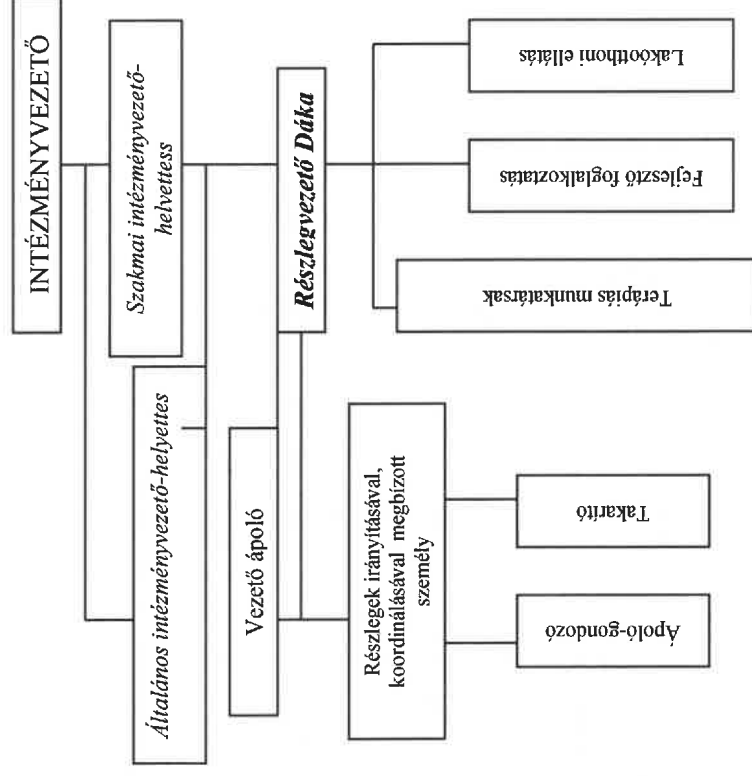 INTÉZMÉNYVEZETŐ
Szakmai intézményvezető-
helvettess
Általános intézményvezető-helyettes
Részlegvezető Dáka
Vezető ápoló
Részlegek irányításával,
koordinálásával megbízott
személy
Lakóotthoni ellátás
Fejlesztő foglalkoztatás
Terápiás munkatársak
Takarító
Ápoló-gondozó